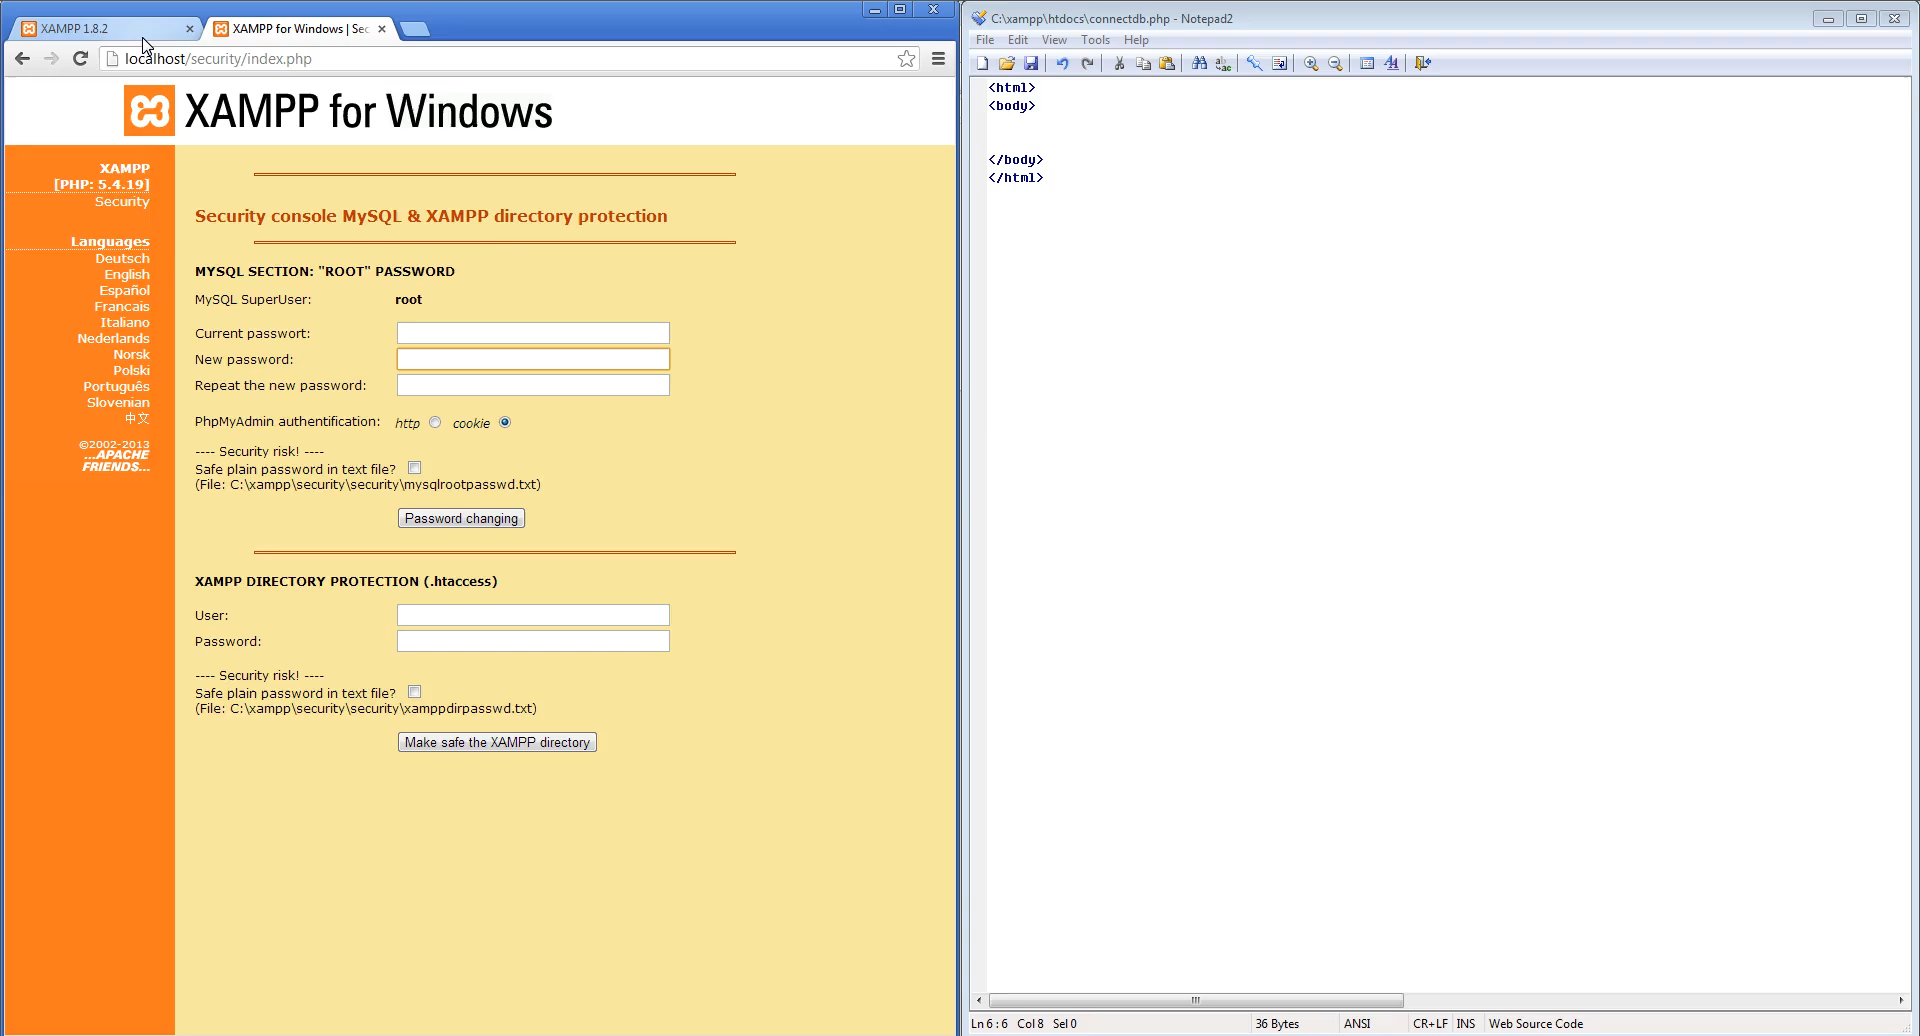 XAMPP 1.8.2
XAMPP for Windows | Sec
localhost/security/index.php
XAMPP for Windows
XAMPP
[PHP: 5.4.19]
Security
Languages
Deutsch
English
Español
Francais
Italiano
Nederlands
Norsk
Polski
Português
Slovenian
中文
©2002-2013
...APACHE
FRIENDS...
Security console MySQL & XAMPP directory protection
MYSQL SECTION: "ROOT" PASSWORD
MySQL SuperUser: root
Current passwort:
New password:
Repeat the new password:
PhpMyAdmin authentification: http cookie
---- Security risk! ----
Safe plain password in text file?
(File: C:\xampp\security\security\mysqlrootpasswd.txt)
Password changing
XAMPP DIRECTORY PROTECTION (.htaccess)
User:
Password:
---- Security risk! ----
Safe plain password in text file?
(File: C:\xampp\security\security\xamppdirpasswd.txt)
Make safe the XAMPP directory
C:\xampp\htdocs\connectdb.php - Notepad2
File Edit View Tools Help
<html>
<body>
</body>
</html>
Ln 6 : 6 Col 8 Sel 0 36 Bytes ANSI CR+LF INS Web Source Code